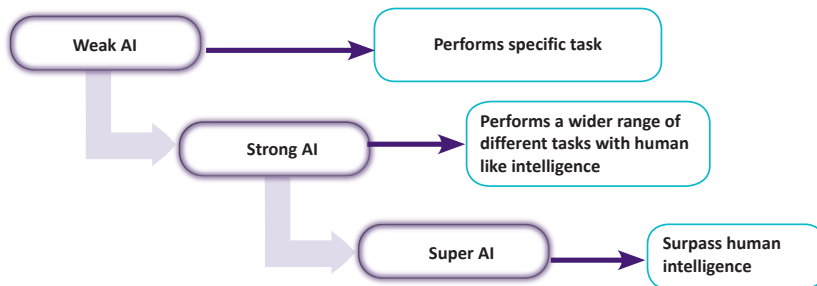 Weak AI
Performs specific task
Strong AI
Performs a wider range of
different tasks with human
like intelligence
Super AI
Surpass human
intelligence